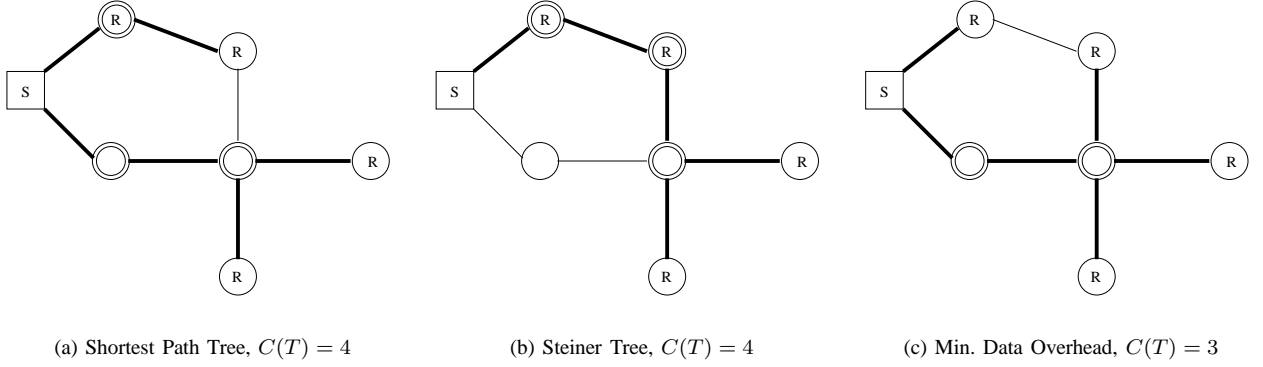 R R S R R
R R S R R
R R S R R
(a) Shortest Path Tree, C(T) = 4
(b) Steiner Tree, C(T) = 4
(c) Min. Data Overhead, C(T) = 3